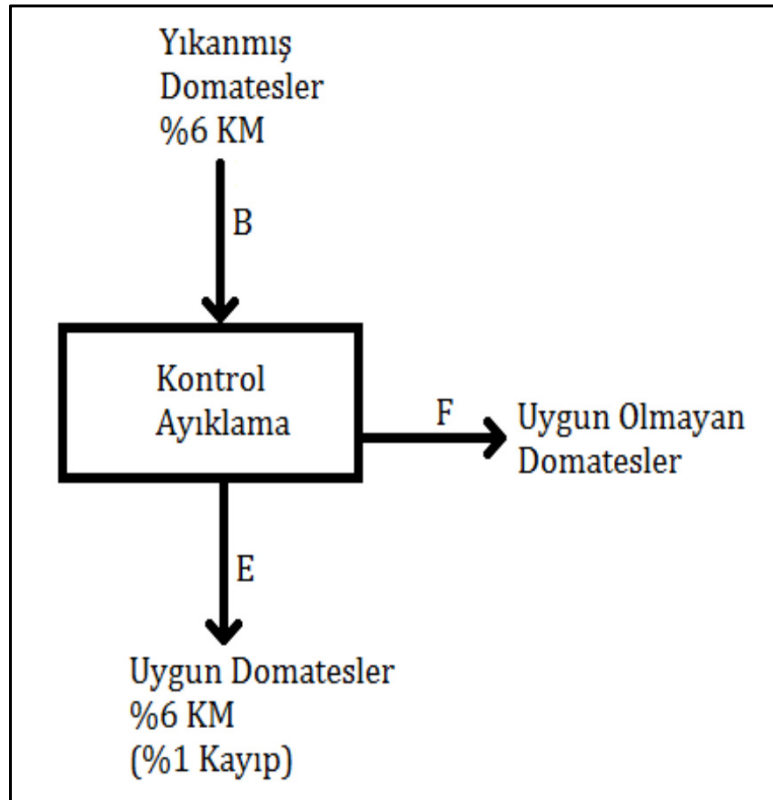 Yıkanmış
Domatesler
%6 KM
B
Kontrol
Ayıklama
F
Uygun Olmayan
Domatesler
E
Uygun Domatesler
%6 KM
(%1 Kayıp)